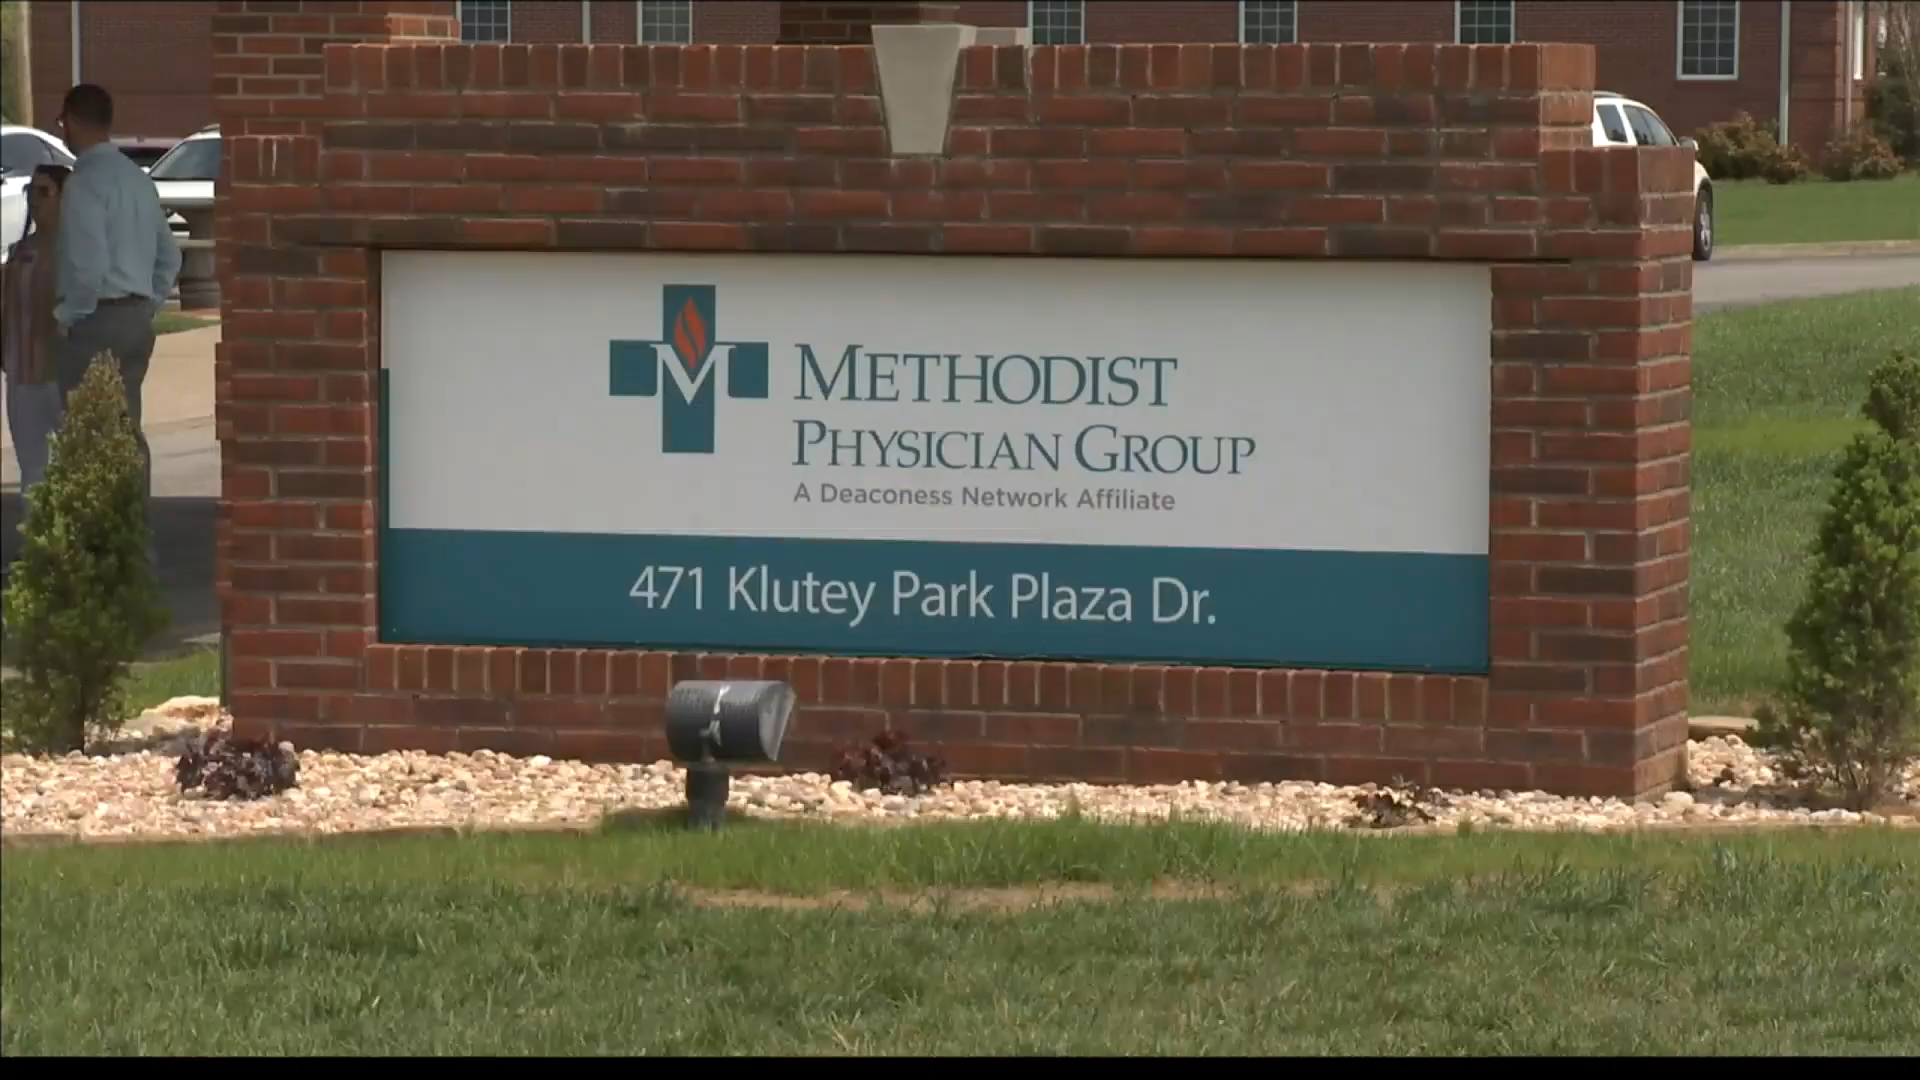 M
METHODIST
PHYSICIAN GROUP
A Deaconess Network Affiliate
471 Klutey Park Plaza Dr.